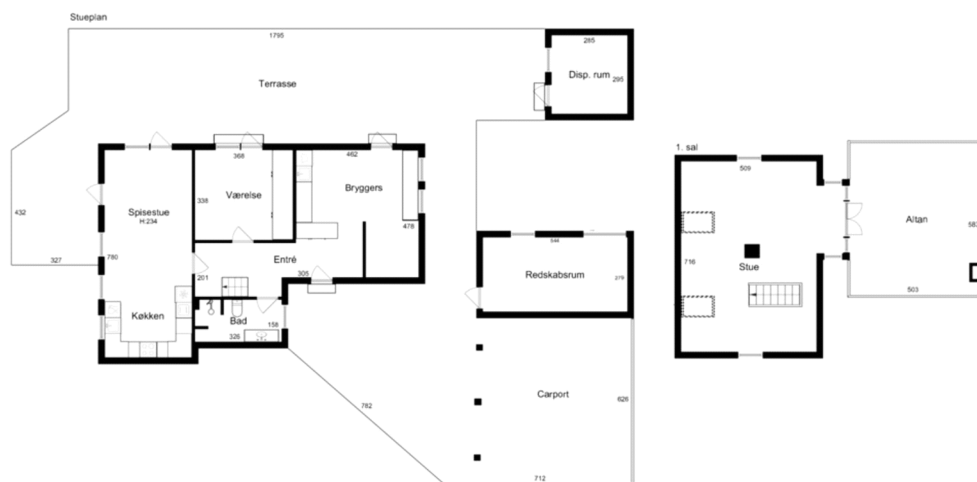 Stueplan
1795
285
Disp. rum
295
Terrasse
1. sal
509
368
462
Værelse
Bryggers
338
Spisestue
H:234
432
478
Altan
583
544
780
327
Entré
201
305
Redskabsrum
279
716
Stue
503
Køkken
Bad
158
326
Carport
782
626
712